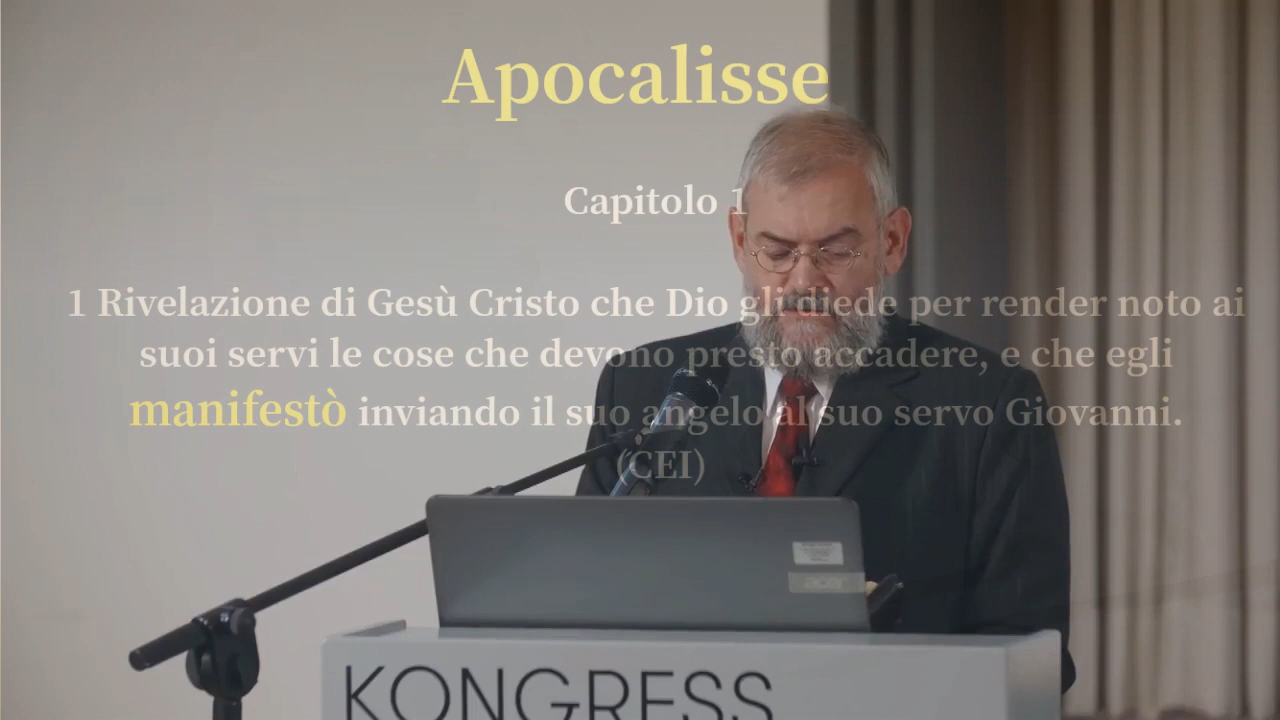 Apocalisse
Capitolo 1
1 Rivelazione di Gesù Cristo che Dio gli diede per render noto ai
suoi servi le cose che devono presto accadere, e che egli
manifestò inviando il suo angelo al suo servo Giovanni.
(CEI)
acer
KONGRESS